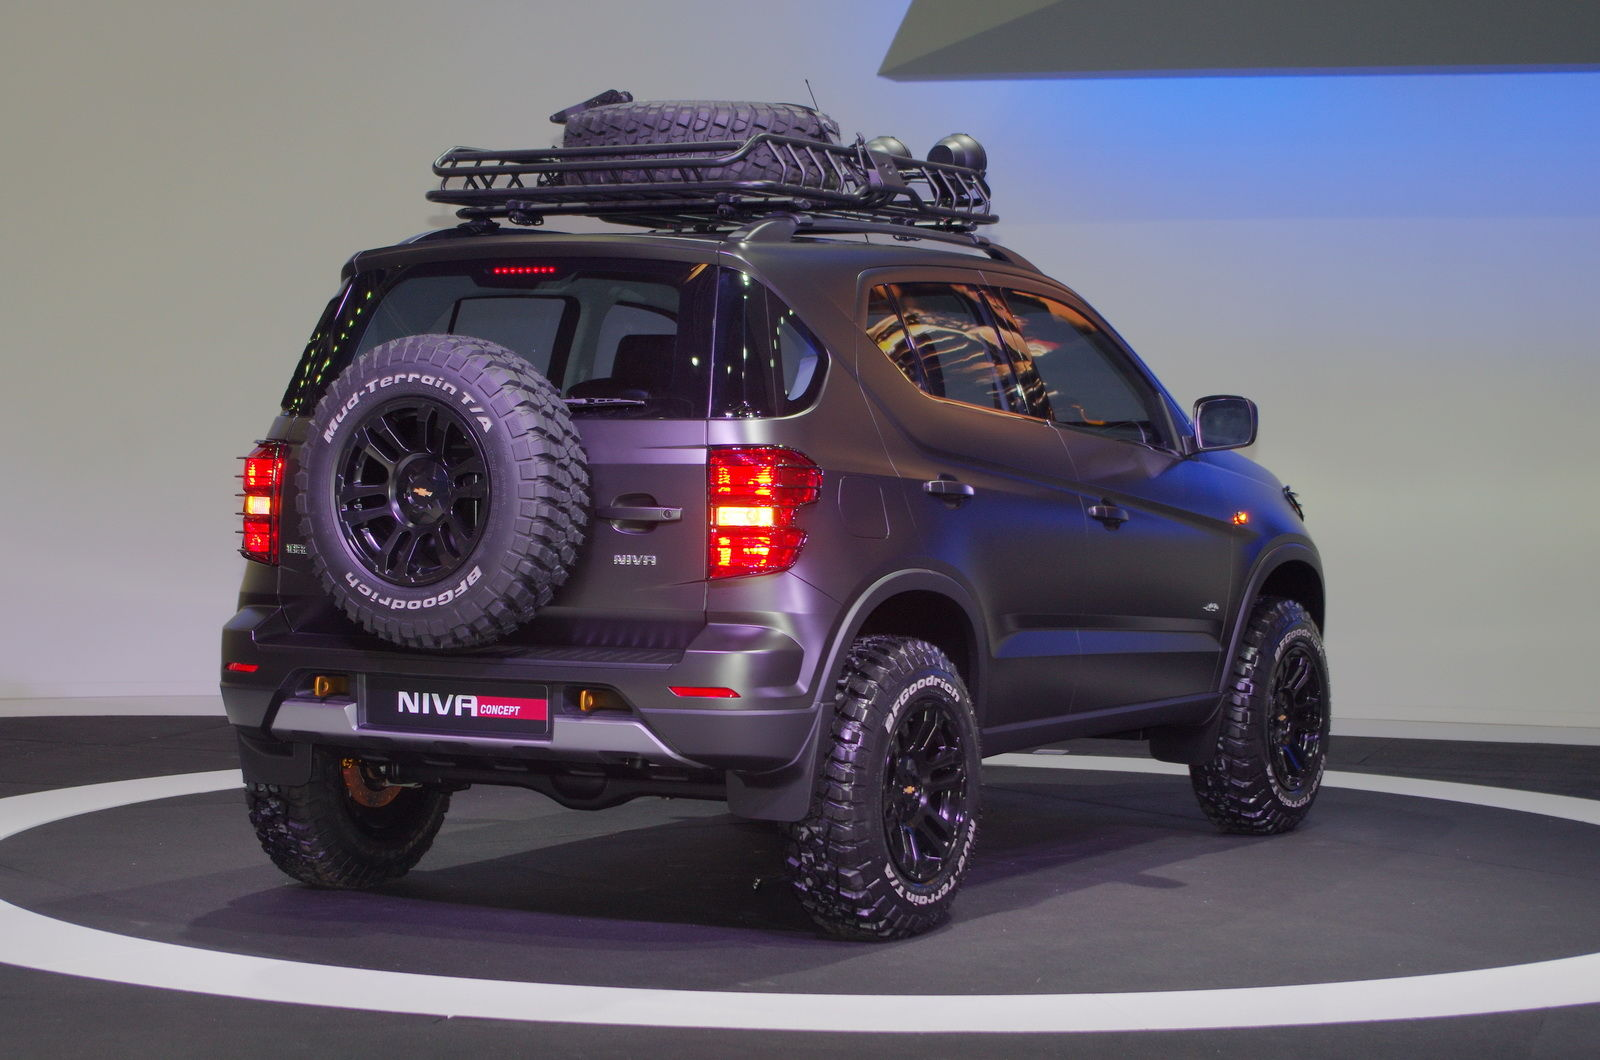 Mud-Terrain T/A
BFGoodrich
NIVA
NIVA CONCEPT
BFGoodrich
Mud-Terrain T/A
BFGoodrich